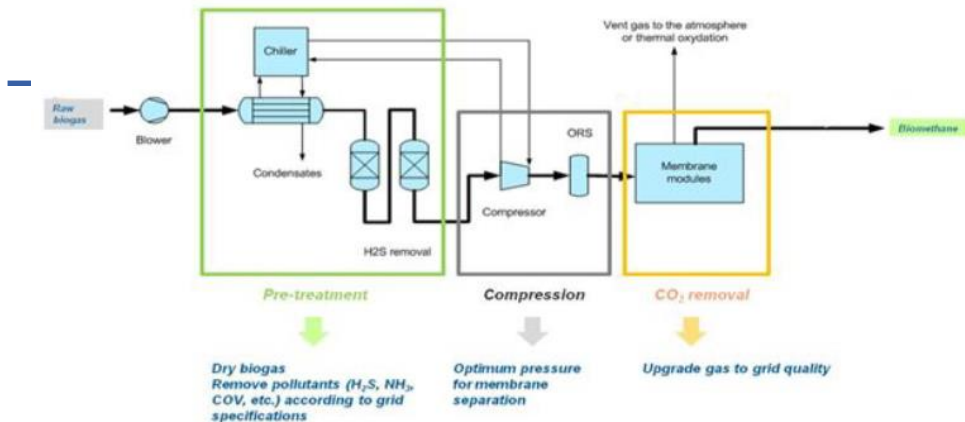 Vent gas to the atmosphere
or thermal oxydation
Chiller
Raw
biogas
Blower
Condensates
H2S removal
ORS
Compressor
Membrane
modules
Biomethane
Pre-treatment
Compression
CO₂ removal
Dry biogas
Remove pollutants (H₂S, NH₃,
COV, etc.) according to grid
specifications
Optimum pressure
for membrane
separation
Upgrade gas to grid quality